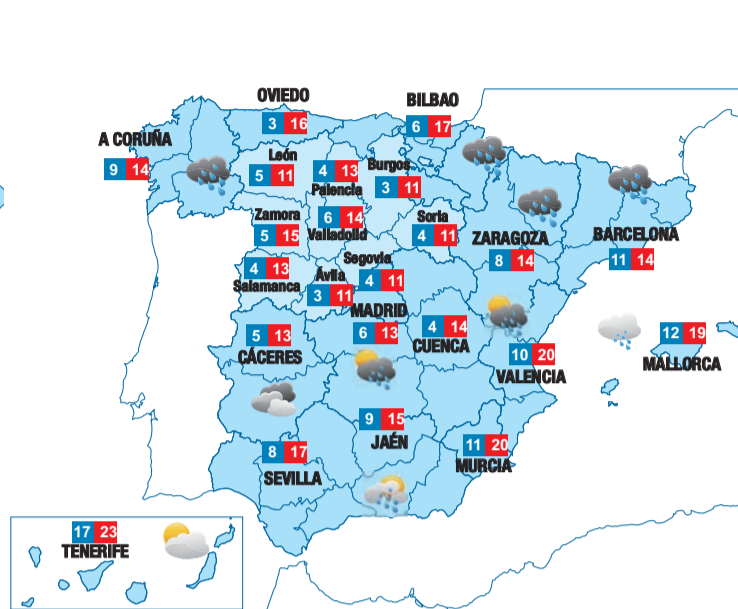 OVIEDO
3 16
BILBAO
6 17
A CORUÑA
9 14
León
5 11
4 13
Palencia
Burgos
3 11
Zamora
5 15
6 14
Valladolid
Soria
4 11
ZARAGOZA
8 14
BARCELONA
11 14
4 13
Salamanca
Ávila
3 11
Segovia
4 11
MADRID
6 13
4 14
CUENCA
5 13
CÁCERES
10 20
VALENCIA
12 19
MALLORCA
9 15
JAÉN
11 20
MURCIA
8 17
SEVILLA
17 23
TENERIFE